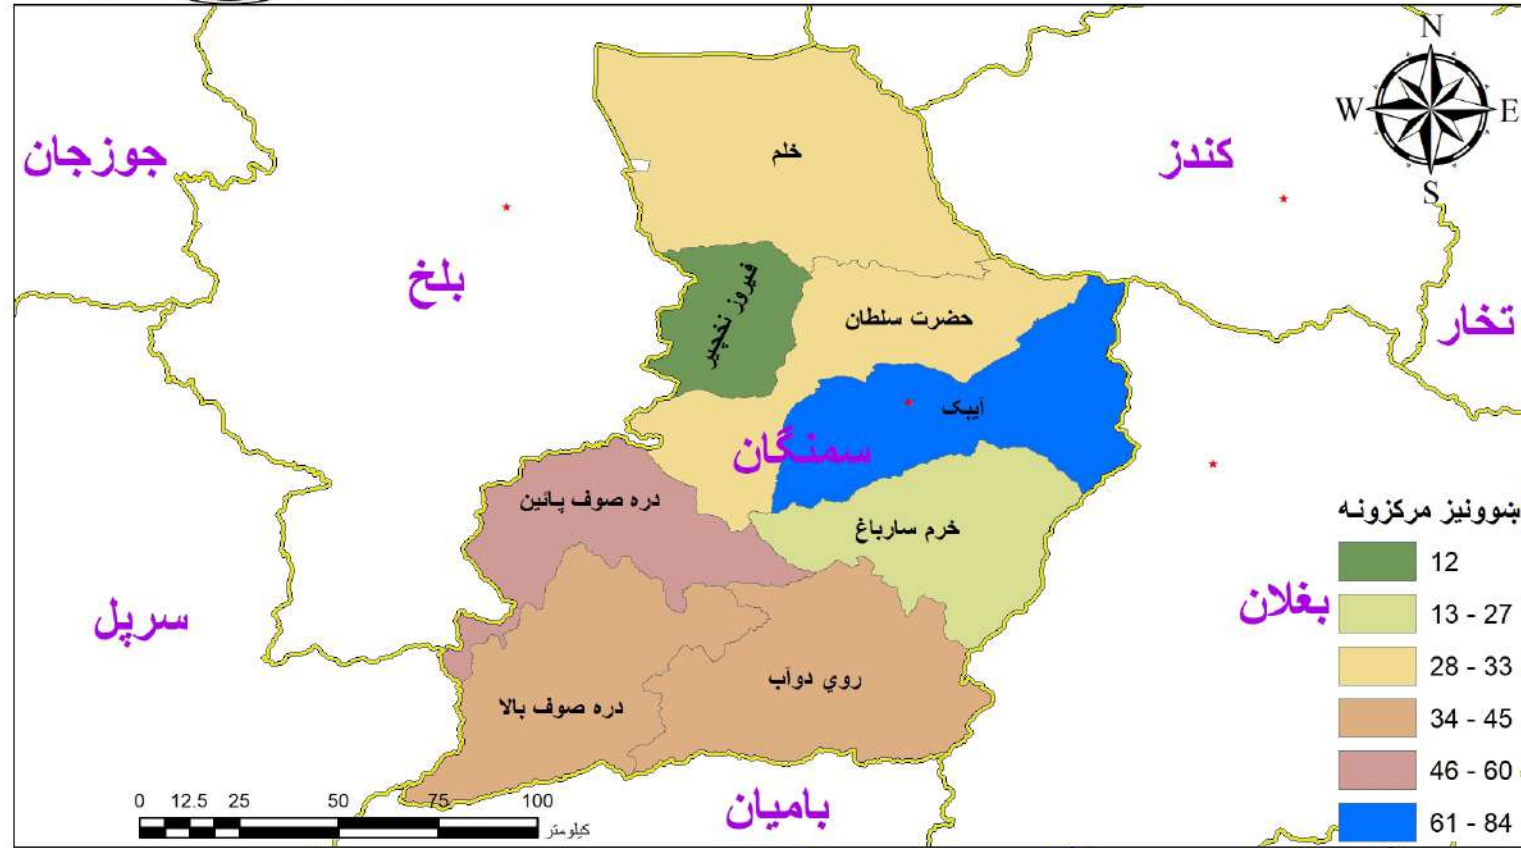 N
W
E
S
جوزجان
کندز
خلم
بلخ
فیروز نخچیر
حضرت سلطان
تخار
آیبک
سمنگان
دره صوف پائین
خرم سارباغ
ښوونیز مرکزونه
12
13 - 27
28 - 33
34 - 45
46 - 60
61 - 84
بغلان
سرپل
روي دوآب
دره صوف بالا
بامیان
0 12.5 25 50 75 100
کیلومتر